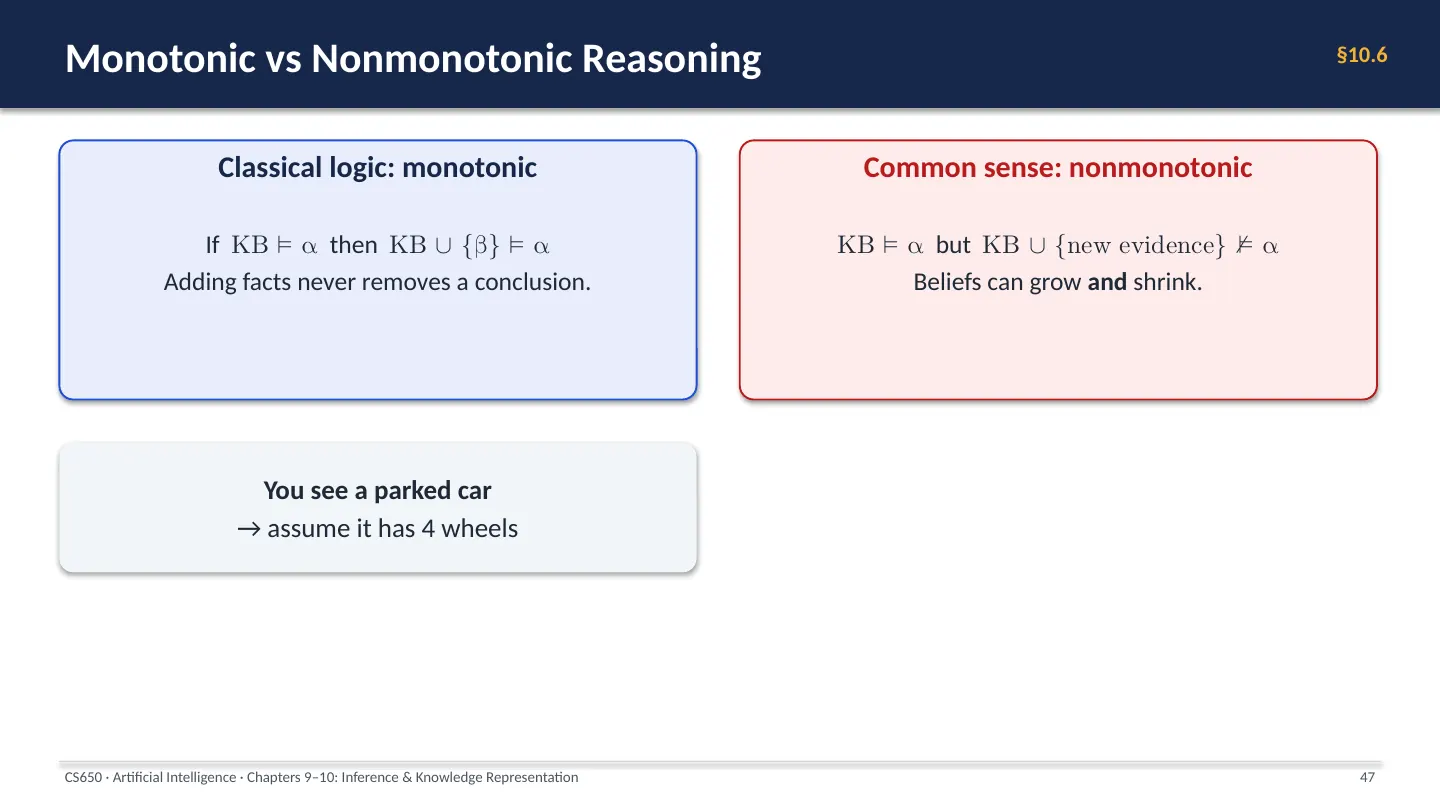 Monotonic vs Nonmonotonic Reasoning
§10.6
Classical logic: monotonic
If KB ⊨ α then KB ∪ {β} ⊨ α
Adding facts never removes a conclusion.
Common sense: nonmonotonic
KB ⊨ α but KB ∪ {new evidence} ⊭ α
Beliefs can grow and shrink.
You see a parked car
→ assume it has 4 wheels
CS650 · Artificial Intelligence · Chapters 9–10: Inference & Knowledge Representation
47